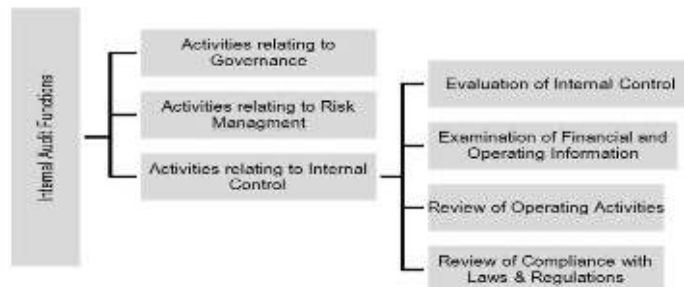 Internal Audit Functions
Activities relating to
Governance
Activities relating to Risk
Managment
Activities relating to Internal
Control
Evaluation of Internal Control
Examination of Financial and
Operating Information
Review of Operating Activities
Review of Compliance with
Laws & Regulations